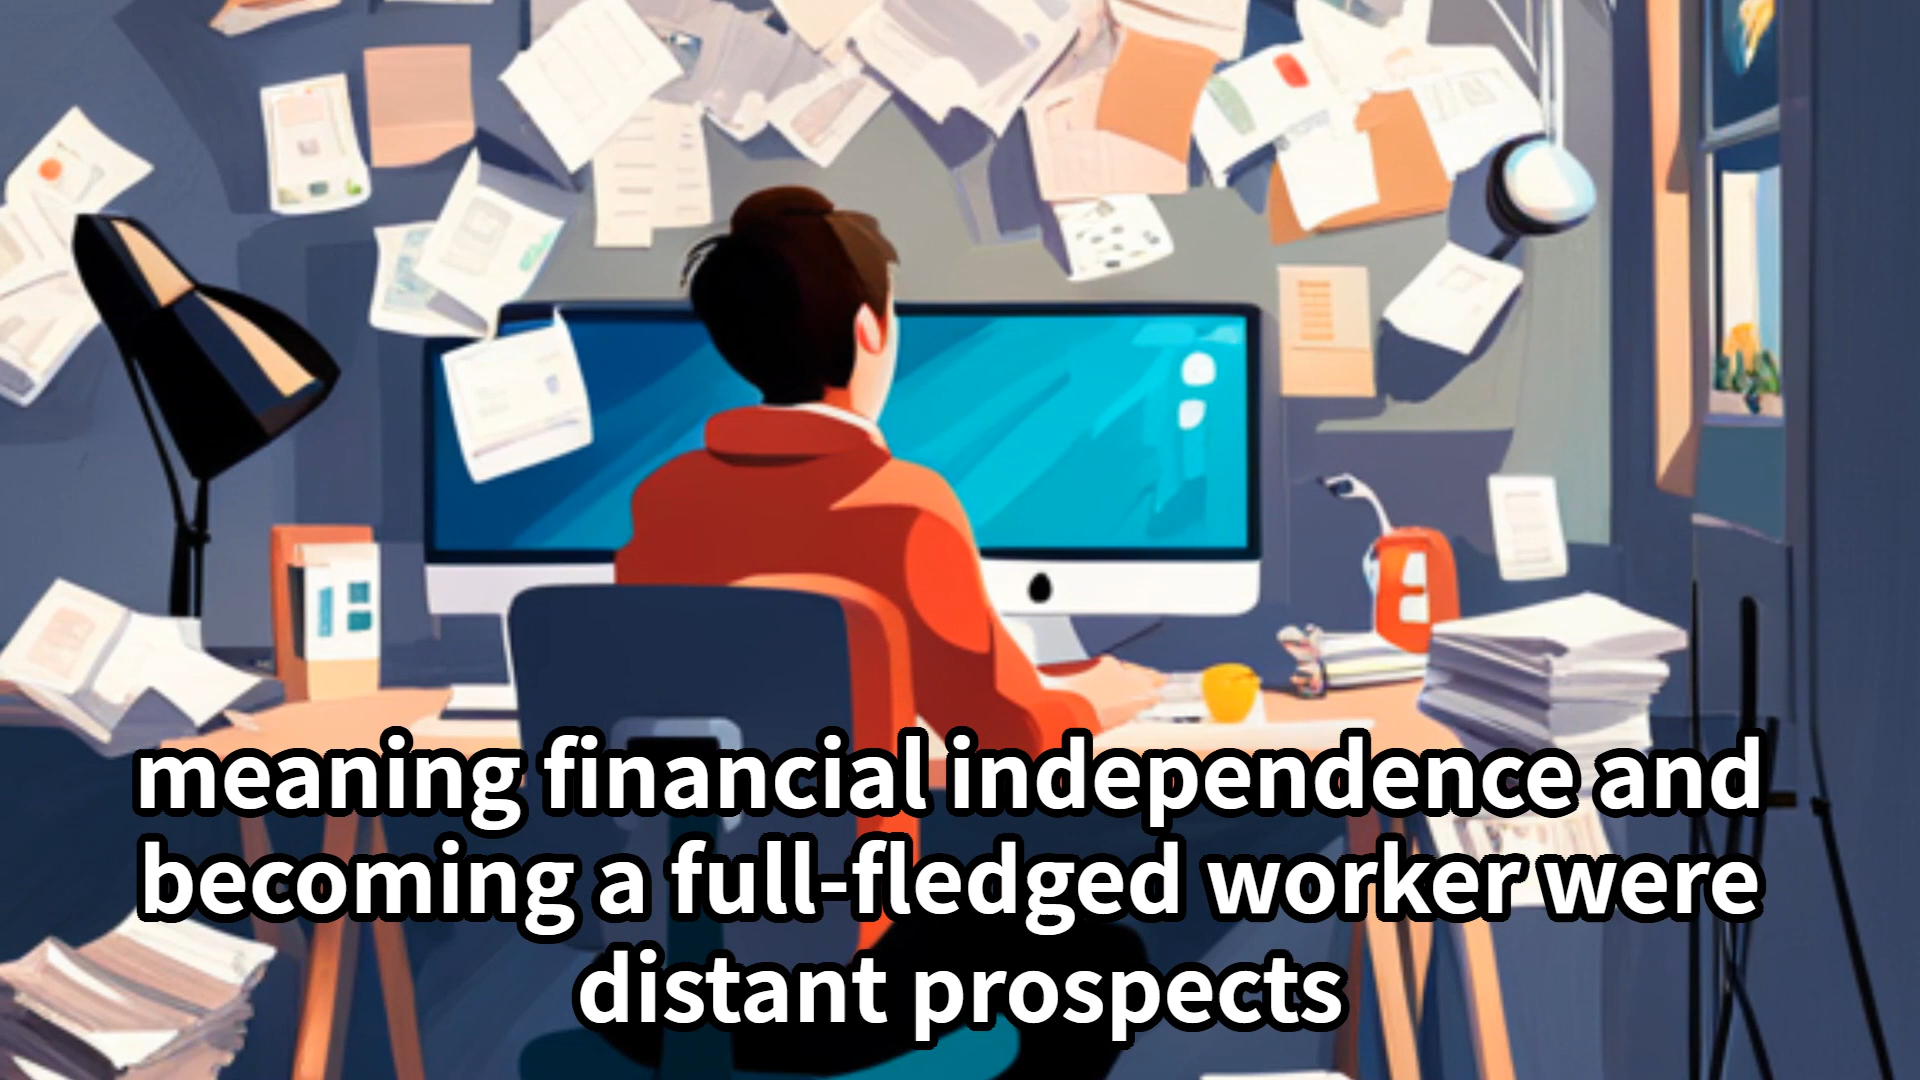 meaning financial independence and
becoming a full-fledged worker were
distant prospects